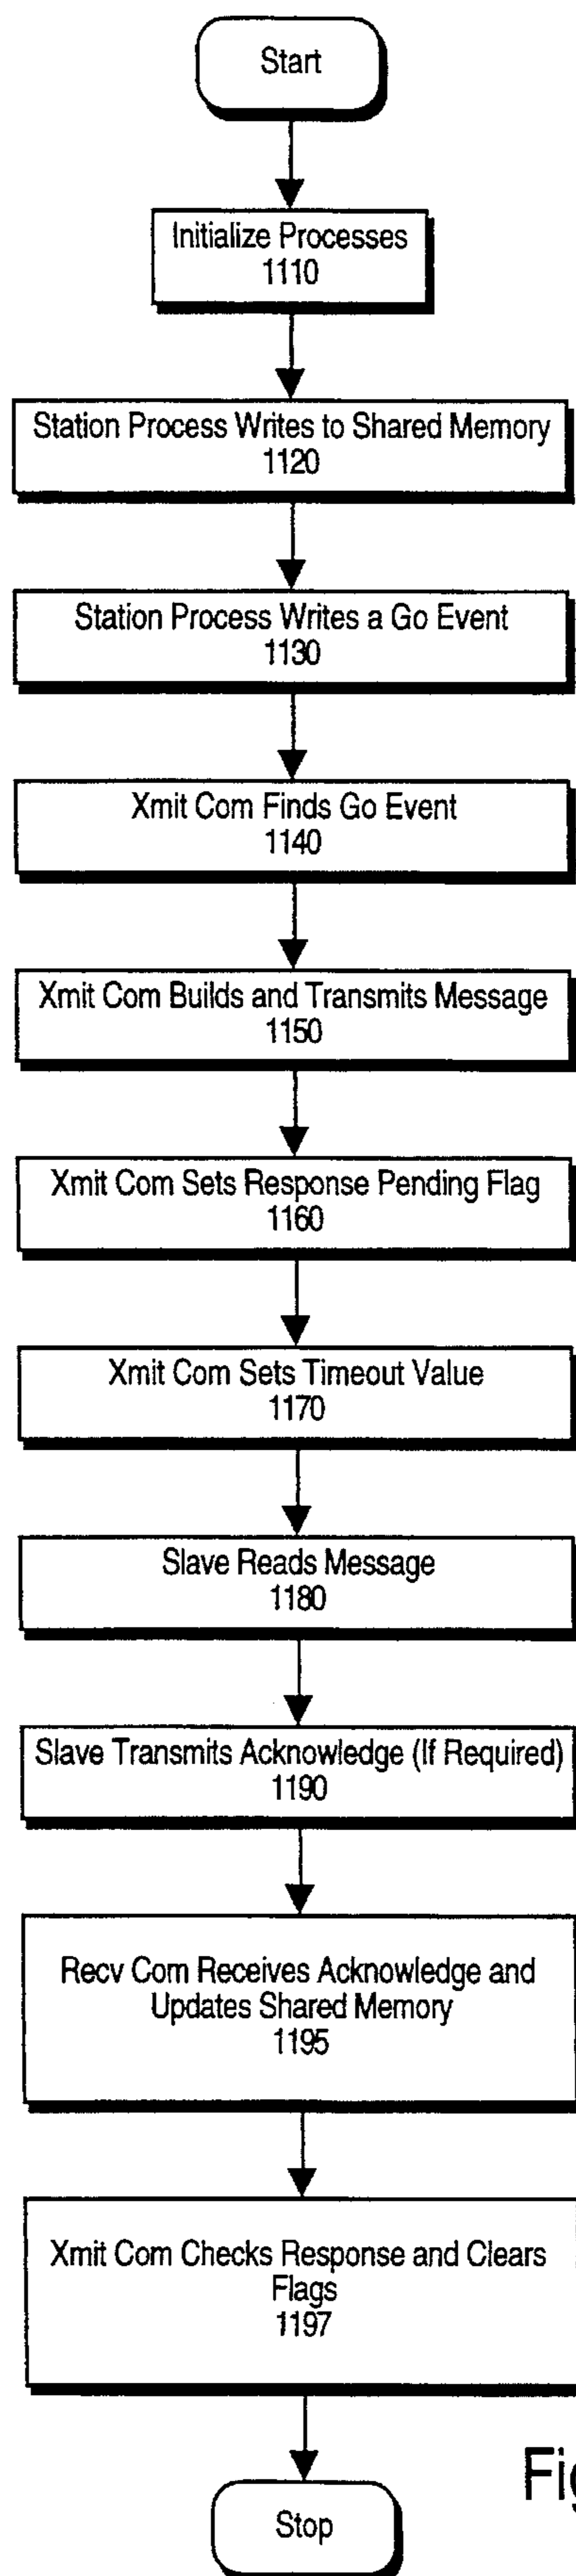 Start
Initialize Processes
1110
Station Process Writes to Shared Memory
1120
Station Process Writes a Go Event
1130
Xmit Com Finds Go Event
1140
Xmit Com Builds and Transmits Message
1150
Xmit Com Sets Response Pending Flag
1160
Xmit Com Sets Timeout Value
1170
Slave Reads Message
1180
Slave Transmits Acknowledge (If Required)
1190
Recv Com Receives Acknowledge and
Updates Shared Memory
1195
Xmit Com Checks Response and Clears
Flags
1197
Stop